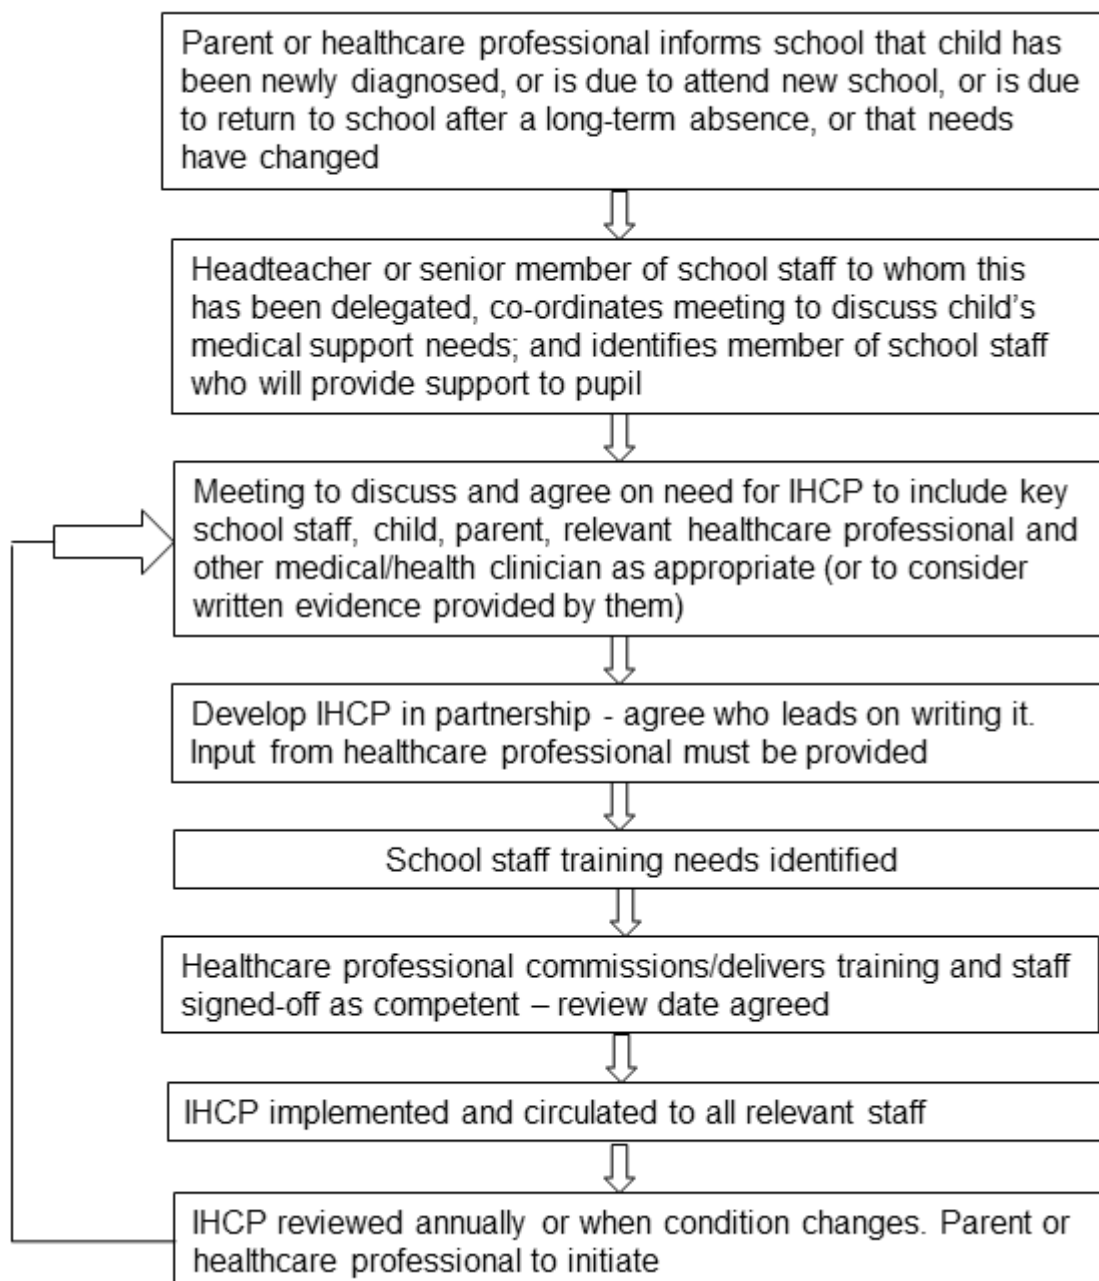 Parent or healthcare professional informs school that child has
been newly diagnosed, or is due to attend new school, or is due
to return to school after a long-term absence, or that needs
have changed
Headteacher or senior member of school staff to whom this
has been delegated, co-ordinates meeting to discuss child's
medical support needs; and identifies member of school staff
who will provide support to pupil
Meeting to discuss and agree on need for IHCP to include key
school staff, child, parent, relevant healthcare professional and
other medical/health clinician as appropriate (or to consider
written evidence provided by them)
Develop IHCP in partnership - agree who leads on writing it.
Input from healthcare professional must be provided
School staff training needs identified
Healthcare professional commissions/delivers training and staff
signed-off as competent – review date agreed
IHCP implemented and circulated to all relevant staff
IHCP reviewed annually or when condition changes. Parent or
healthcare professional to initiate